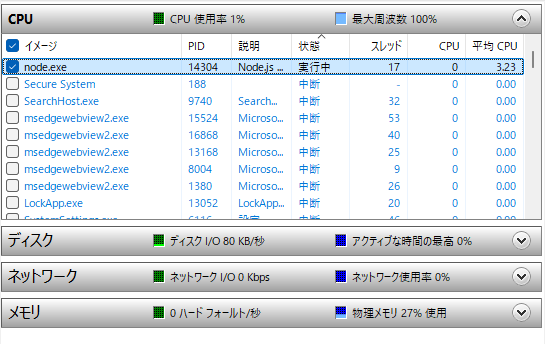 CPU CPU 使用率 1% 最大周波数 100%
イメージ PID 説明 状態 スレッド CPU 平均 CPU
node.exe 14304 Node.js ... 実行中 17 0 3.23
Secure System 188 中断 - 0 0.00
SearchHost.exe 9740 Search... 中断 32 0 0.00
msedgewebview2.exe 15524 Microso... 中断 53 0 0.00
msedgewebview2.exe 16868 Microso... 中断 40 0 0.00
msedgewebview2.exe 13168 Microso... 中断 25 0 0.00
msedgewebview2.exe 8004 Microso... 中断 9 0 0.00
msedgewebview2.exe 1380 Microso... 中断 26 0 0.00
LockApp.exe 13052 LockApp... 中断 20 0 0.00
SystemSettings.exe 6116 設定 中断 46 0 0.00
ディスク ディスク I/O 80 KB/秒 アクティブな時間の最高 0%
ネットワーク ネットワーク I/O 0 Kbps ネットワーク使用率 0%
メモリ 0 ハード フォールト/秒 物理メモリ 27% 使用